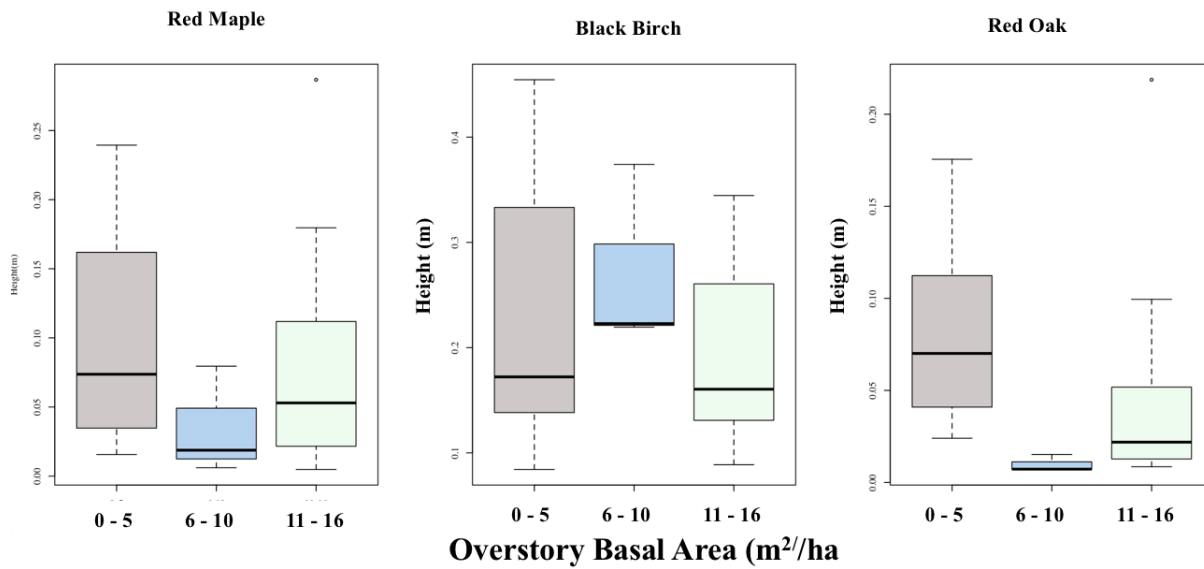 Red Maple
Black Birch
Red Oak
Height(m)
0.25
0.20
0.15
0.10
0.05
0.00
0 - 5
6 - 10
11 - 16
Height (m)
0.4
0.3
0.2
0.1
0 - 5
6 - 10
11 - 16
Height (m)
0.20
0.15
0.10
0.05
0.00
0 - 5
6 - 10
11 - 16
Overstory Basal Area (m²//ha